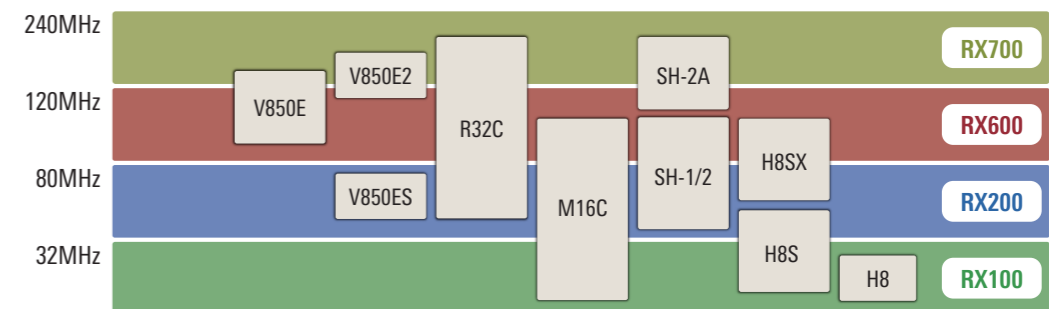 240MHz
RX700
V850E2
SH-2A
120MHz
V850E
RX600
R32C
H8SX
80MHz
SH-1/2
V850ES
M16C
RX200
32MHz
H8S
H8
RX100